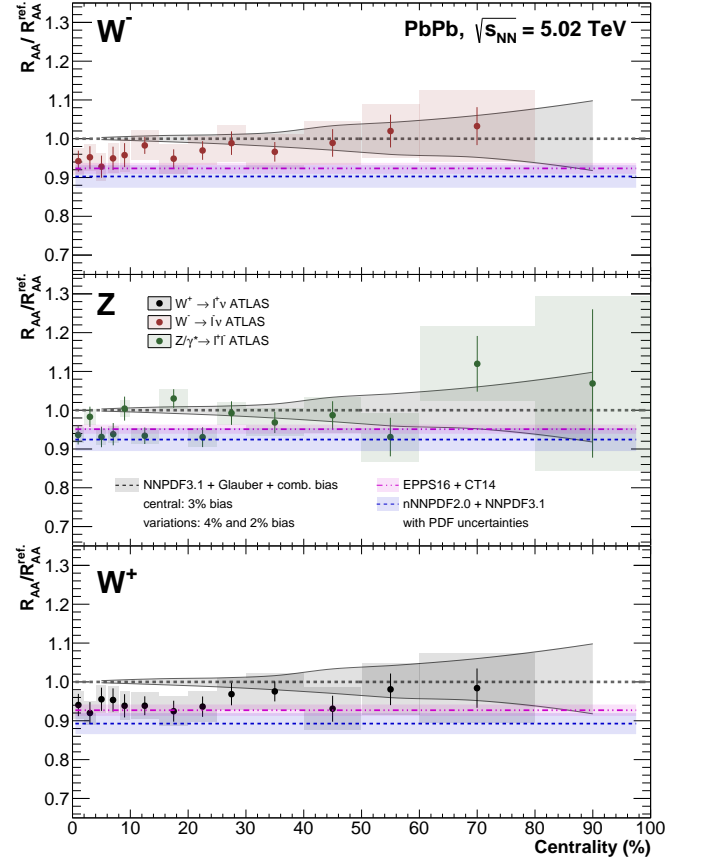 W⁻
PbPb, √s_NN = 5.02 TeV
R_AA / R_AA^ref.
1.3
1.2
1.1
1.0
0.9
0.8
0.7
Z
W⁺ → l⁺ν ATLAS
W⁻ → l⁻ν ATLAS
Z/γ* → l⁺l⁻ ATLAS
R_AA/R_AA^ref.
1.3
1.2
1.1
1.0
0.9
0.8
0.7
NNPDF3.1 + Glauber + comb. bias
central: 3% bias
variations: 4% and 2% bias
EPPS16 + CT14
nNNPDF2.0 + NNPDF3.1
with PDF uncertainties
W⁺
R_AA/R_AA^ref.
1.3
1.2
1.1
1.0
0.9
0.8
0.7
0 10 20 30 40 50 60 70 80 90 100
Centrality (%)